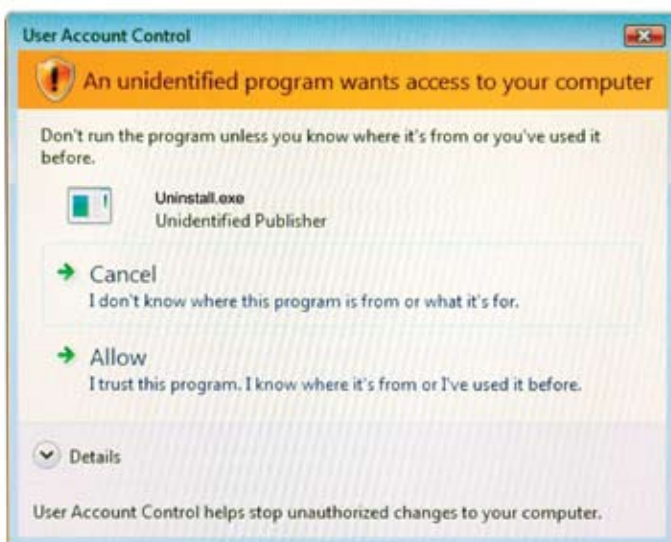 User Account Control
An unidentified program wants access to your computer
Don't run the program unless you know where it's from or you've used it
before.
Uninstall.exe
Unidentified Publisher
Cancel
I don't know where this program is from or what it's for.
Allow
I trust this program. I know where it's from or I've used it before.
Details
User Account Control helps stop unauthorized changes to your computer.